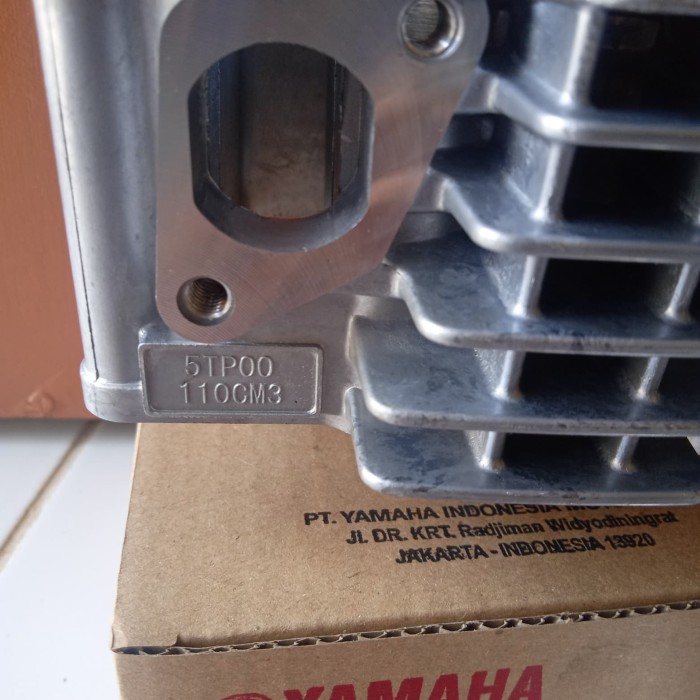 5TP00
110CM3
PT. YAMAHA INDONESIA
Jl. DR. KRT. Radjiman Widyodiningrat
JAKARTA - INDONESIA 13920
YAMAHA